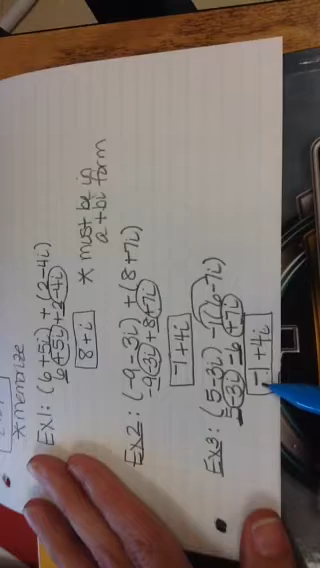 *memorize
EX1: (6+5i)+(2-4i)
6+5i+2-4i
8+i
*must be in
a+bi form
EX2: (-9-3i)+(8+7i)
-9-3i+8+7i
-1+4i
EX3: (5-3i)-1(6-7i)
5-3i-6+7i
-1+4i